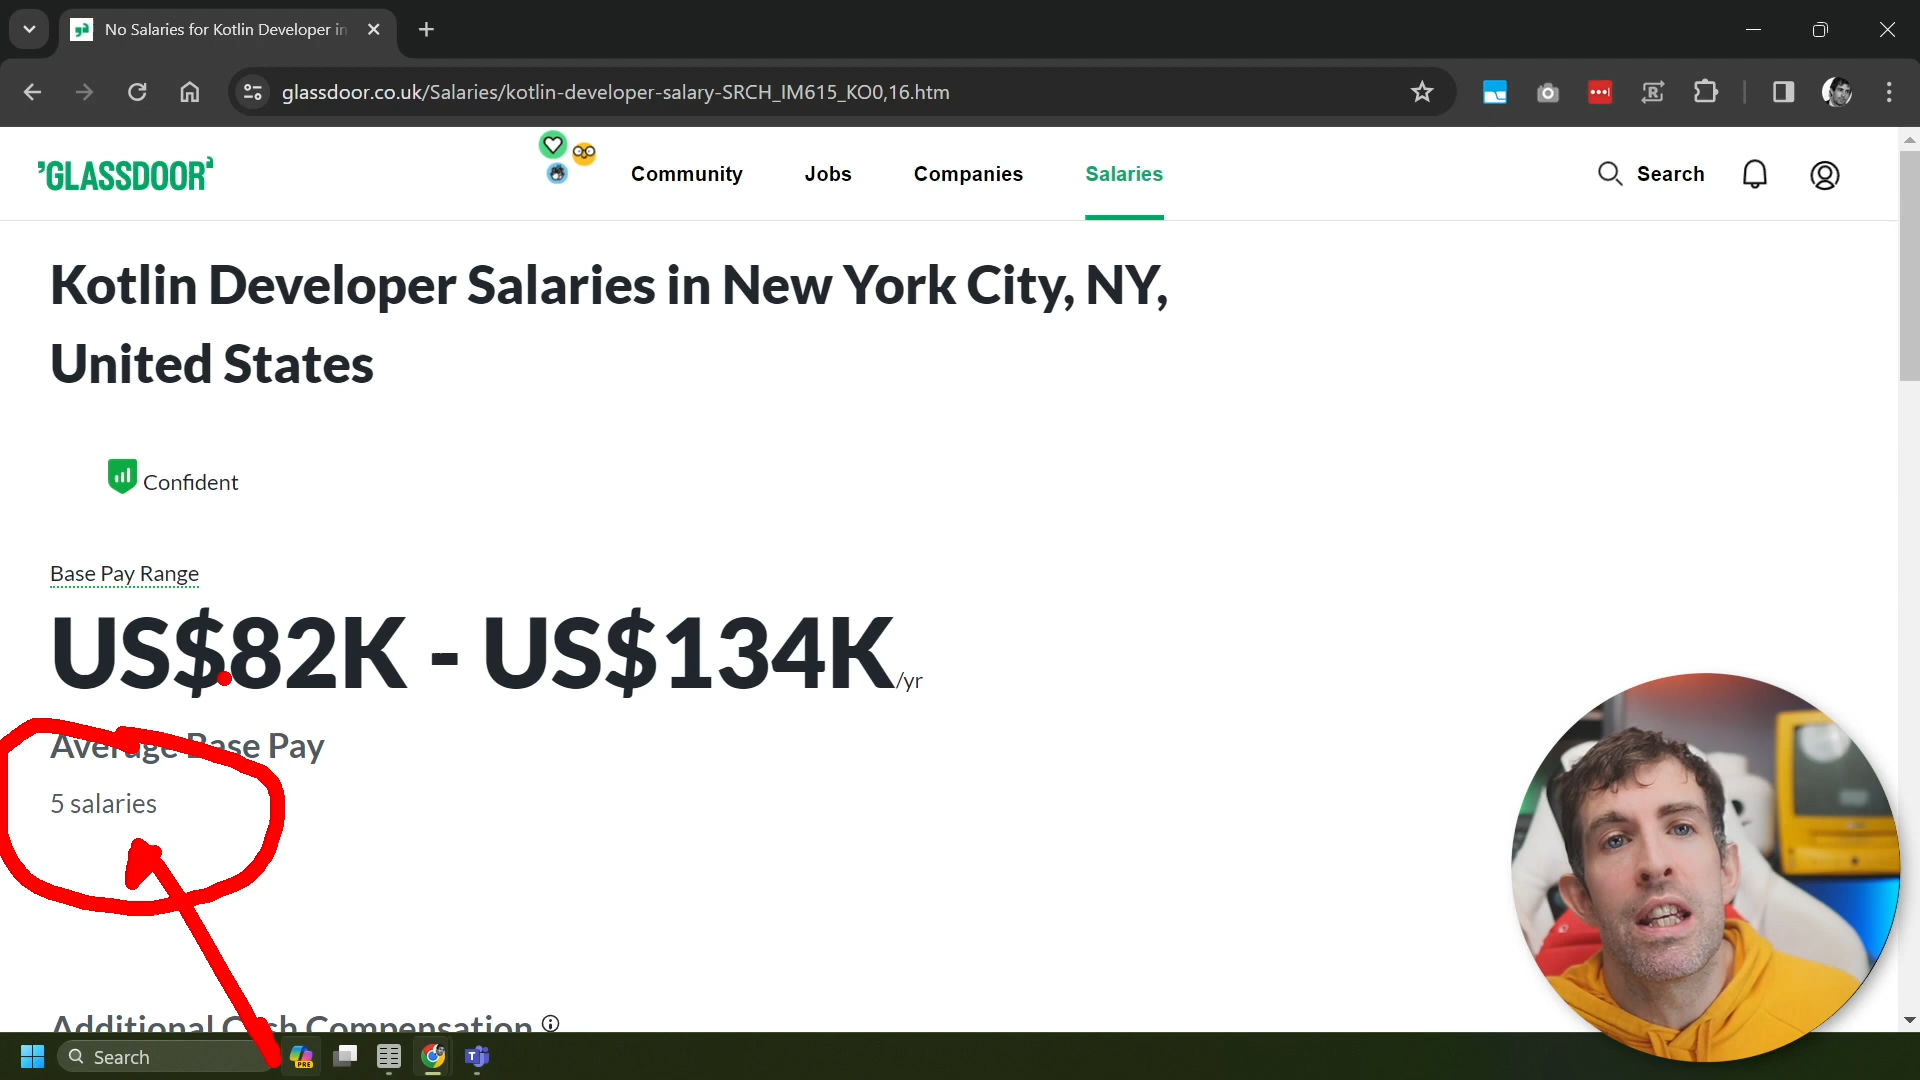 No Salaries for Kotlin Developer in
glassdoor.co.uk/Salaries/kotlin-developer-salary-SRCH_IM615_KO0,16.htm
GLASSDOOR
Community
Jobs
Companies
Salaries
Search
Kotlin Developer Salaries in New York City, NY,
United States
Confident
Base Pay Range
US$82K - US$134K/yr
Average Base Pay
5 salaries
Additional Cash Compensation
Search
PRE